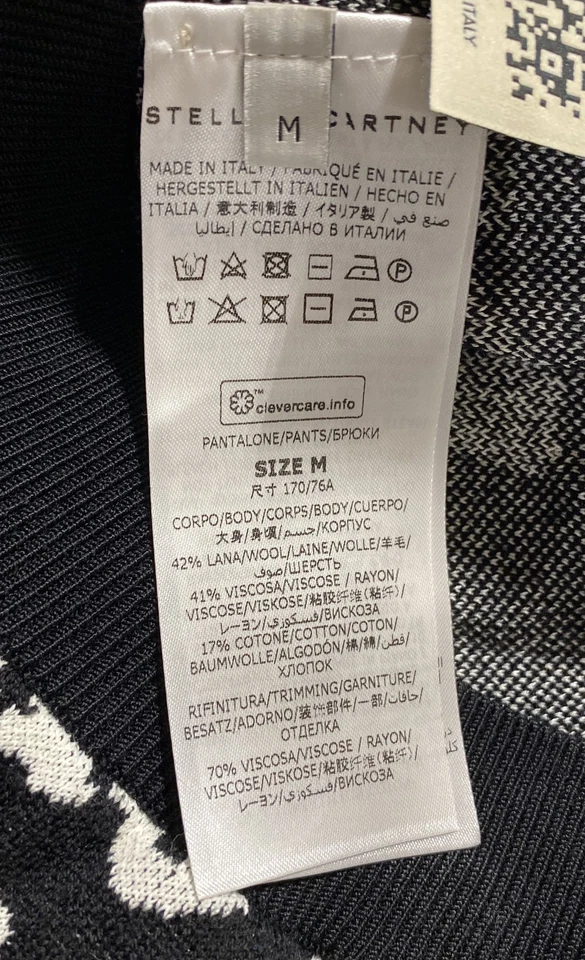 ITALY
M
MADE IN ITALY / FABRIQUÉ EN ITALIE /
HERGESTELLT IN ITALIEN / HECHO EN
ITALIA / 意大利制造 / イタリア製 / صنع في
إيطاليا / СДЕЛАНО В ИТАЛИИ
P
P
clevercare.info™
PANTALONE/PANTS/БРЮКИ
SIZE M
尺寸 170/76A
CORPO/BODY/CORPS/BODY/CUERPO/
大身/身頃/جسم/КОРПУС
42% LANA/WOOL/LAINE/WOLLE/羊毛/
صوف/ШЕРСТЬ
41% VISCOSA/VISCOSE / RAYON/
VISCOSE/VISKOSE/粘胶纤维(粘纤)/
レーヨン/فسكوزي/ВИСКОЗА
17% COTONE/COTTON/COTON/
BAUMWOLLE/ALGODÓN/棉/綿/قطن/
ХЛОПОК
RIFINITURA/TRIMMING/GARNITURE/
BESATZ/ADORNO/装饰部件/一部/حافات/
ОТДЕЛКА
70% VISCOSA/VISCOSE / RAYON/
VISCOSE/VISKOSE/粘胶纤维(粘纤)/
レーヨン/فسكوزي/ВИСКОЗА